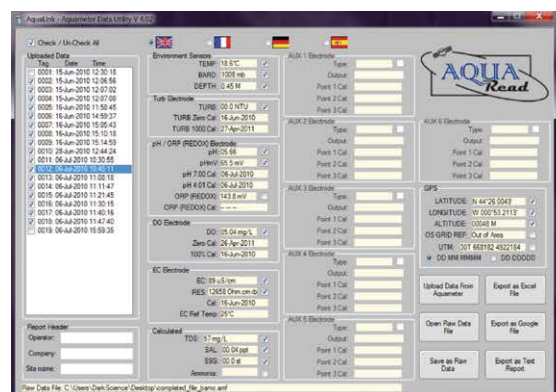 AquaLink - Aquameter Data Utility V 4.02
Check / Un-Check All
Uploaded Data
Tag Date Time
0001: 15-Jun-2010 12:30:18
0002: 15-Jun-2010 12:06:56
0003: 15-Jun-2010 12:07:02
0004: 15-Jun-2010 12:07:08
0005: 16-Jun-2010 11:58:45
0006: 16-Jun-2010 14:59:37
0007: 16-Jun-2010 15:05:43
0008: 16-Jun-2010 15:10:18
0009: 16-Jun-2010 15:14:59
0010: 28-Jun-2010 12:44:24
0011: 06-Jul-2010 10:30:55
0012: 06-Jul-2010 10:45:11
0013: 06-Jul-2010 11:00:18
0014: 06-Jul-2010 11:11:47
0015: 06-Jul-2010 11:21:45
0016: 06-Jul-2010 11:30:15
0017: 06-Jul-2010 11:40:16
0018: 06-Jul-2010 11:47:40
0019: 06-Jul-2010 15:59:35
Report Header
Operator:
Company:
Site name:
Environment Sensors
TEMP: 18.6°C
BARO: 1008 mb
DEPTH: 0.45 M
Turb Electrode
TURB: 00.0 NTU
TURB Zero Cal: 16-Jun-2010
TURB 1000 Cal: 27-Apr-2011
pH / ORP (REDOX) Electrode
pH: 05.66
pHmV: 65.5 mV
pH 7.00 Cal: 06-Jul-2010
pH 4.01 Cal: 06-Jul-2010
ORP (REDOX): 143.8 mV
ORP (REDOX) Cal: -- -- --
DO Electrode
DO: 05.04 mg/L
Zero Cal: 26-Apr-2011
100% Cal: 16-Jun-2010
EC Electrode
EC: 89 uS/cm
RES: 12658 Ohm.cm
Cal: 16-Jun-2010
EC Ref Temp: 25°C
Calculated
TDS: 57 mg/L
SAL: 00.04 ppt
SSG: 00.0 st
Ammonia:
AUX 1 Electrode
Type:
Output:
Point 1 Cal:
Point 2 Cal:
Point 3 Cal:
AUX 2 Electrode
Type:
Output:
Point 1 Cal:
Point 2 Cal:
Point 3 Cal:
AUX 3 Electrode
Type:
Output:
Point 1 Cal:
Point 2 Cal:
Point 3 Cal:
AUX 4 Electrode
Type:
Output:
Point 1 Cal:
Point 2 Cal:
Point 3 Cal:
AUX 5 Electrode
Type:
Output:
Point 1 Cal:
Point 2 Cal:
Point 3 Cal:
AQUA
Read
AUX 6 Electrode
Type:
Output:
Point 1 Cal:
Point 2 Cal:
Point 3 Cal:
GPS
LATITUDE: N 44°26.0043'
LONGITUDE: W 000°53.2113'
ALTITUDE: 00048 M
OS GRID REF: Out of Area
UTM: 30T 668182 4922184
DD MM.MMMM DD.DDDDD
Upload Data From Aquameter
Export as Excel File
Open Raw Data File
Export as Google File
Save as Raw Data
Export as Text Report
Raw Data File: C:\Users\DarkScience\Desktop\completed_file_bamo.amf